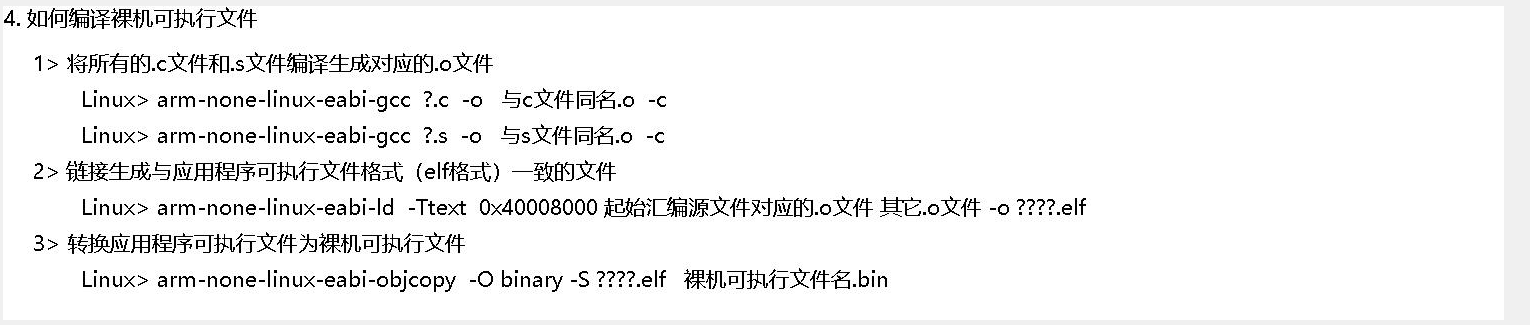 4. 如何编译裸机可执行文件
1> 将所有的.c文件和.s文件编译生成对应的.o文件
Linux> arm-none-linux-eabi-gcc ?.c -o 与c文件同名.o -c
Linux> arm-none-linux-eabi-gcc ?.s -o 与s文件同名.o -c
2> 链接生成与应用程序可执行文件格式（elf格式）一致的文件
Linux> arm-none-linux-eabi-ld -Ttext 0x40008000 起始汇编源文件对应的.o文件 其它.o文件 -o ????.elf
3> 转换应用程序可执行文件为裸机可执行文件
Linux> arm-none-linux-eabi-objcopy -O binary -S ????.elf 裸机可执行文件名.bin